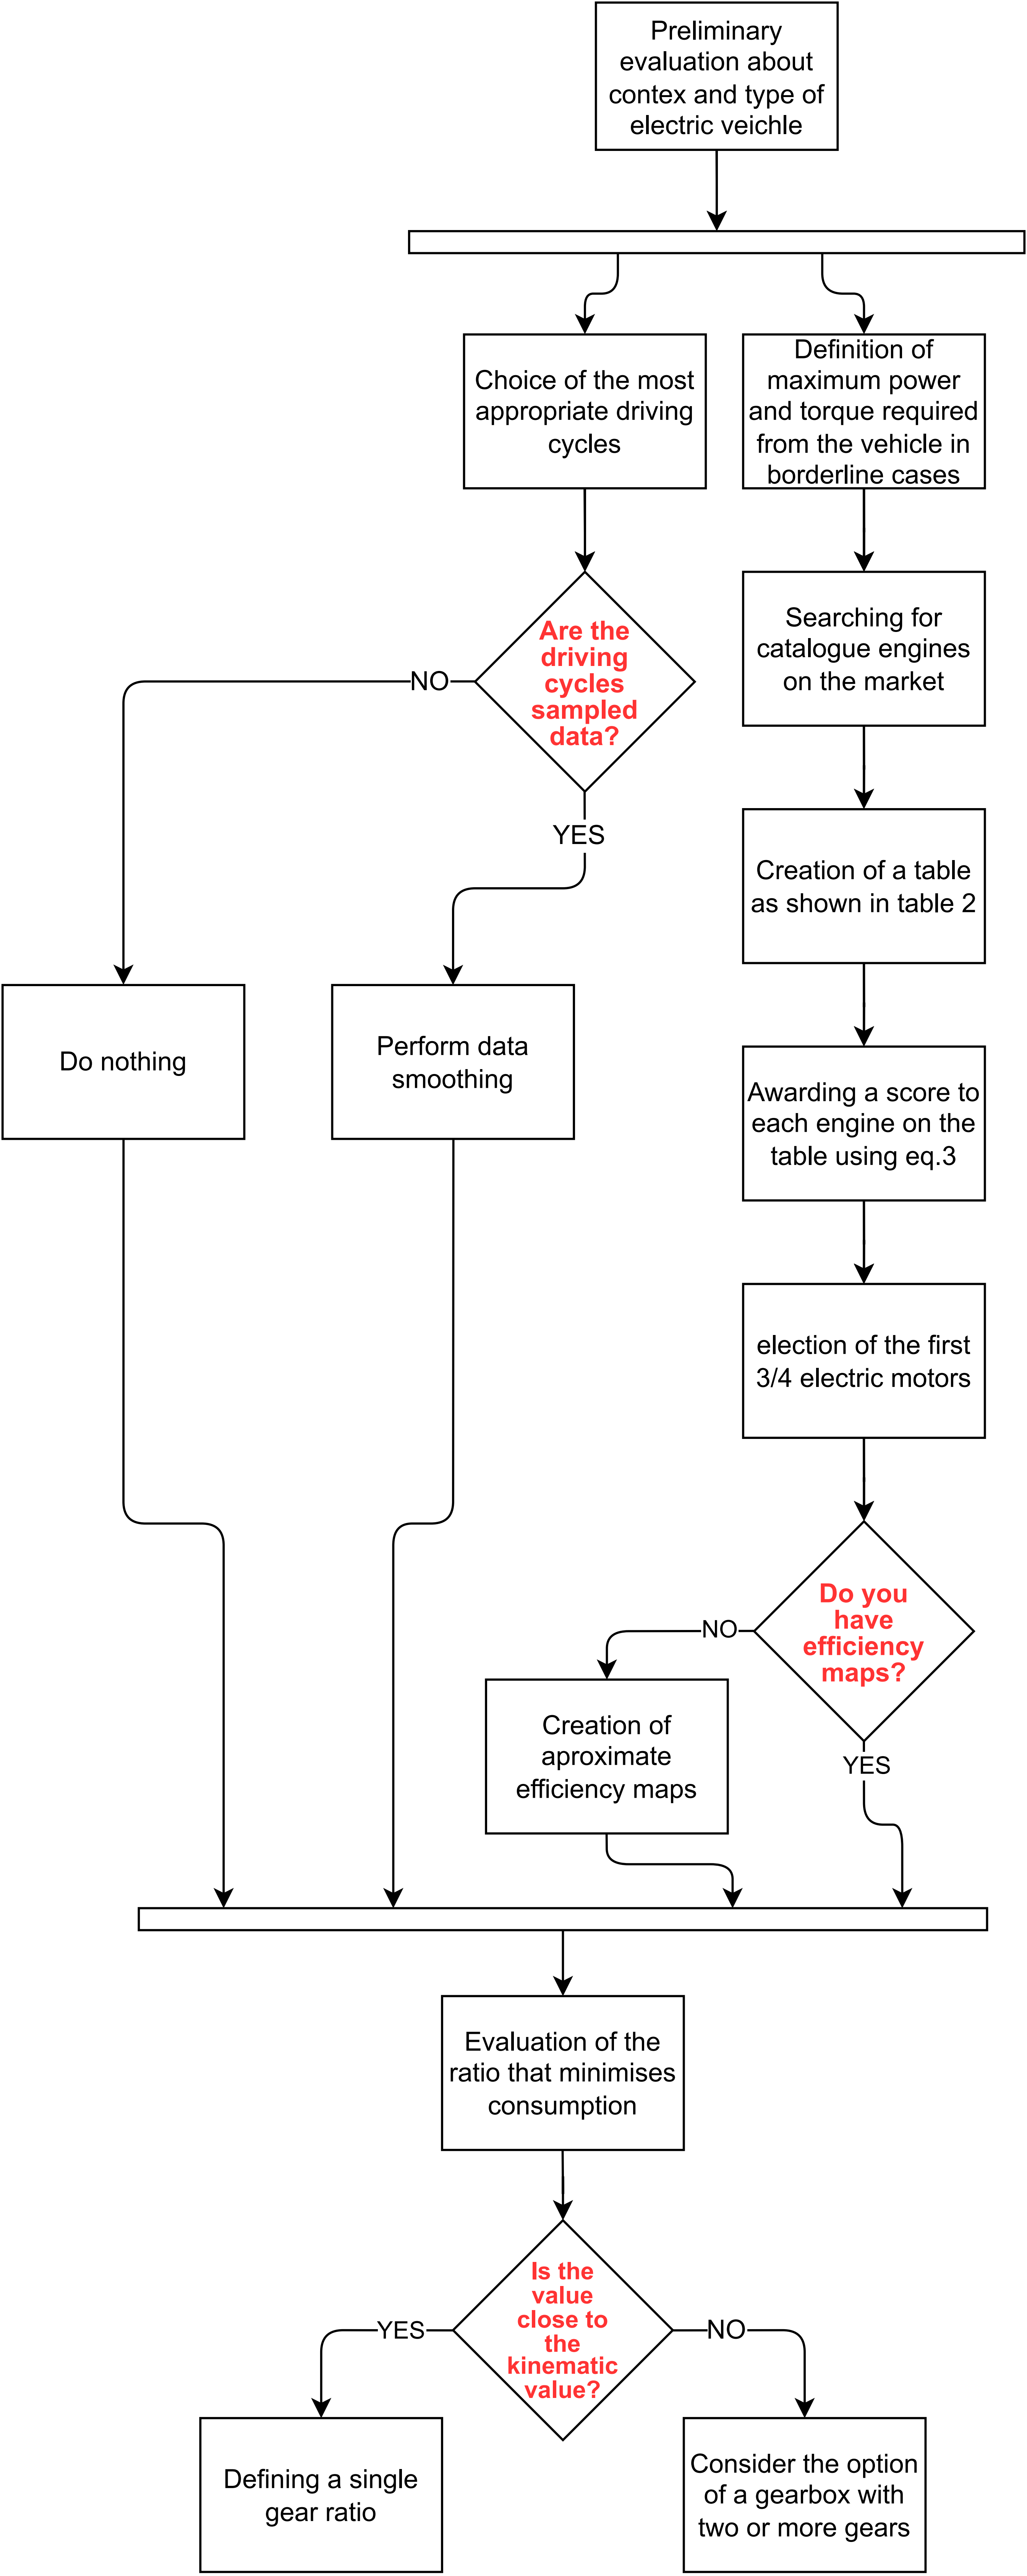 Preliminary
evaluation about
contex and type of
electric veichle
Choice of the most
appropriate driving
cycles
Definition of
maximum power
and torque required
from the vehicle in
borderline cases
Are the
driving
cycles
sampled
data?
NO
YES
Searching for
catalogue engines
on the market
Creation of a table
as shown in table 2
Do nothing
Perform data
smoothing
Awarding a score to
each engine on the
table using eq.3
election of the first
3/4 electric motors
Do you
have
efficiency
maps?
NO
YES
Creation of
aproximate
efficiency maps
Evaluation of the
ratio that minimises
consumption
Is the
value
close to
the
kinematic
value?
YES
NO
Defining a single
gear ratio
Consider the option
of a gearbox with
two or more gears